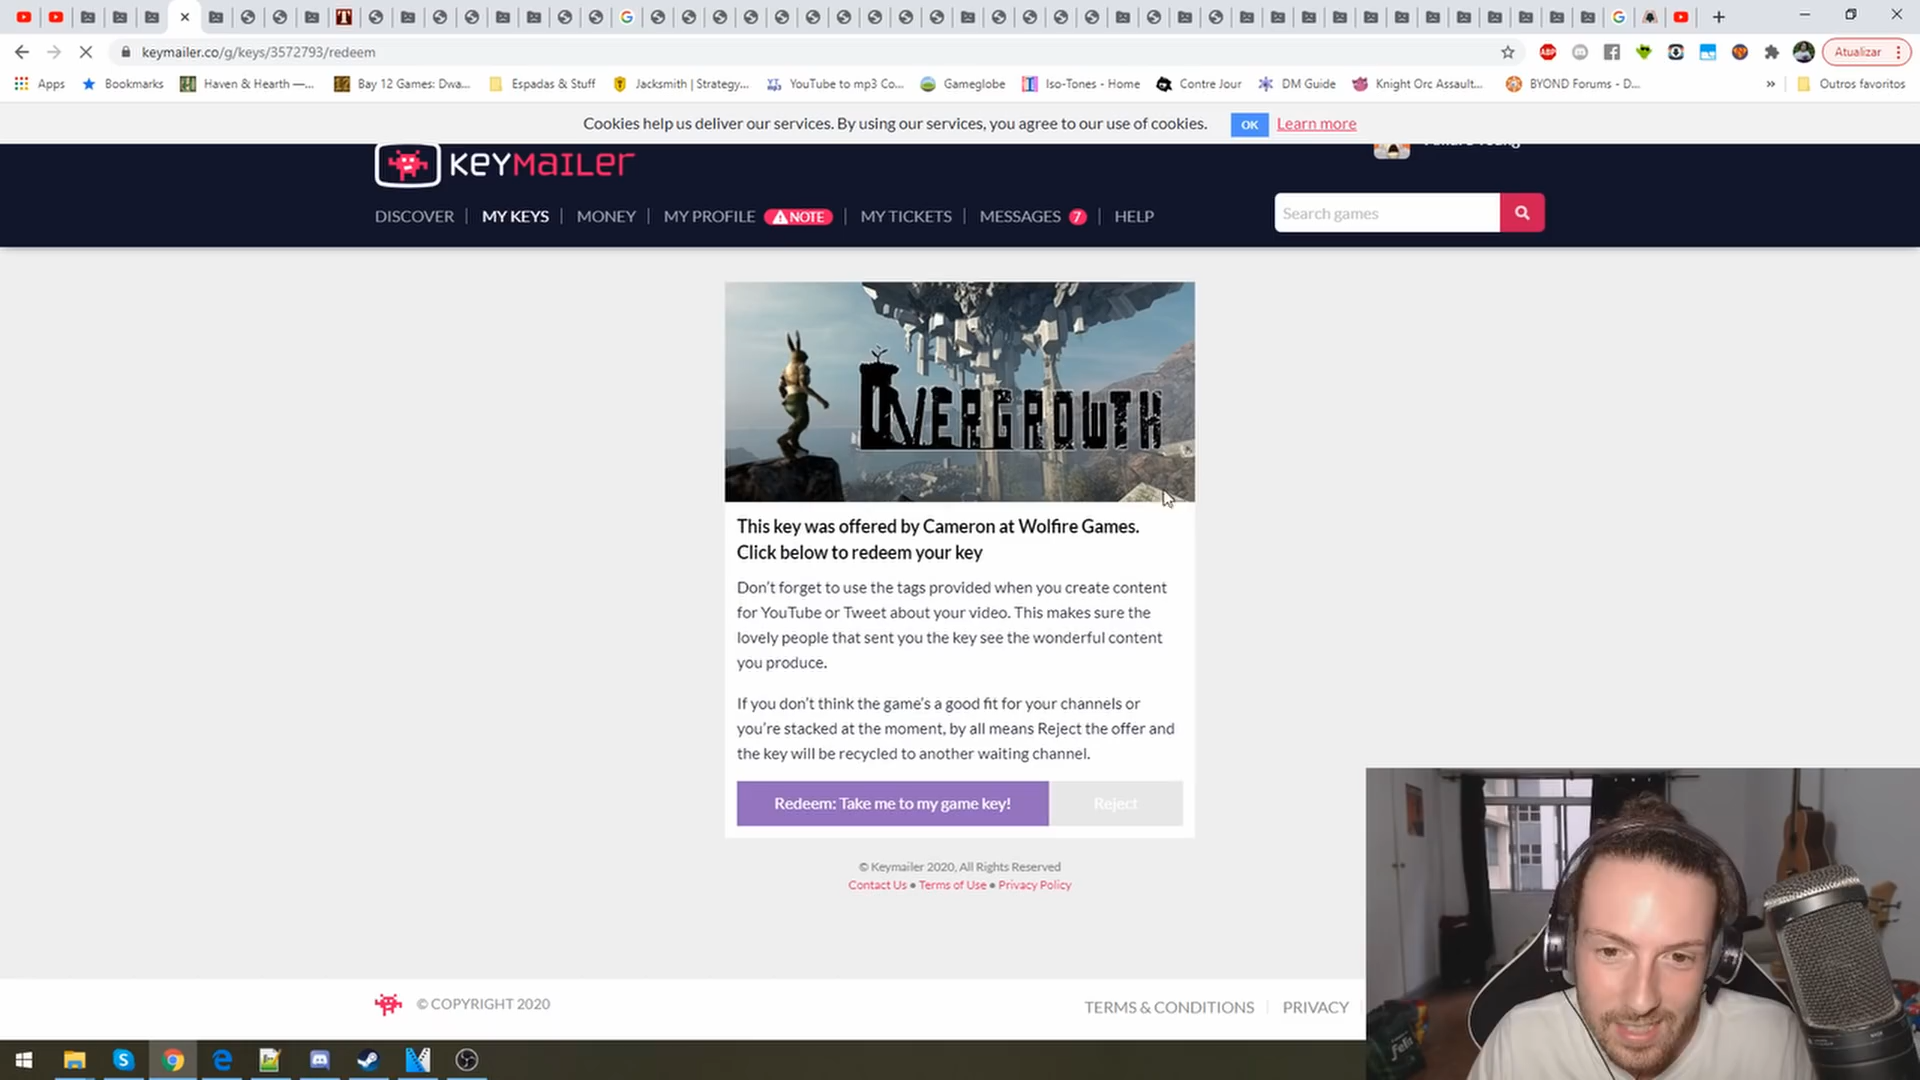 keymailer.co/g/keys/3572793/redeem
Atualizar
Apps
Bookmarks
Haven & Hearth —...
Bay 12 Games: Dwa...
Espadas & Stuff
Jacksmith | Strategy...
YouTube to mp3 Co...
Gameglobe
Iso-Tones - Home
Contre Jour
DM Guide
Knight Orc Assault...
BYOND Forums - D...
»
Outros favoritos
Cookies help us deliver our services. By using our services, you agree to our use of cookies.
OK
Learn more
KEYMAILER
DISCOVER
MY KEYS
MONEY
MY PROFILE
NOTE
MY TICKETS
MESSAGES 7
HELP
Search games
OVERGROWTH
This key was offered by Cameron at Wolfire Games.
Click below to redeem your key
Don't forget to use the tags provided when you create content
for YouTube or Tweet about your video. This makes sure the
lovely people that sent you the key see the wonderful content
you produce.
If you don't think the game's a good fit for your channels or
you're stacked at the moment, by all means Reject the offer and
the key will be recycled to another waiting channel.
Redeem: Take me to my game key!
Reject
© Keymailer 2020, All Rights Reserved
Contact Us • Terms of Use • Privacy Policy
© COPYRIGHT 2020
TERMS & CONDITIONS
PRIVACY